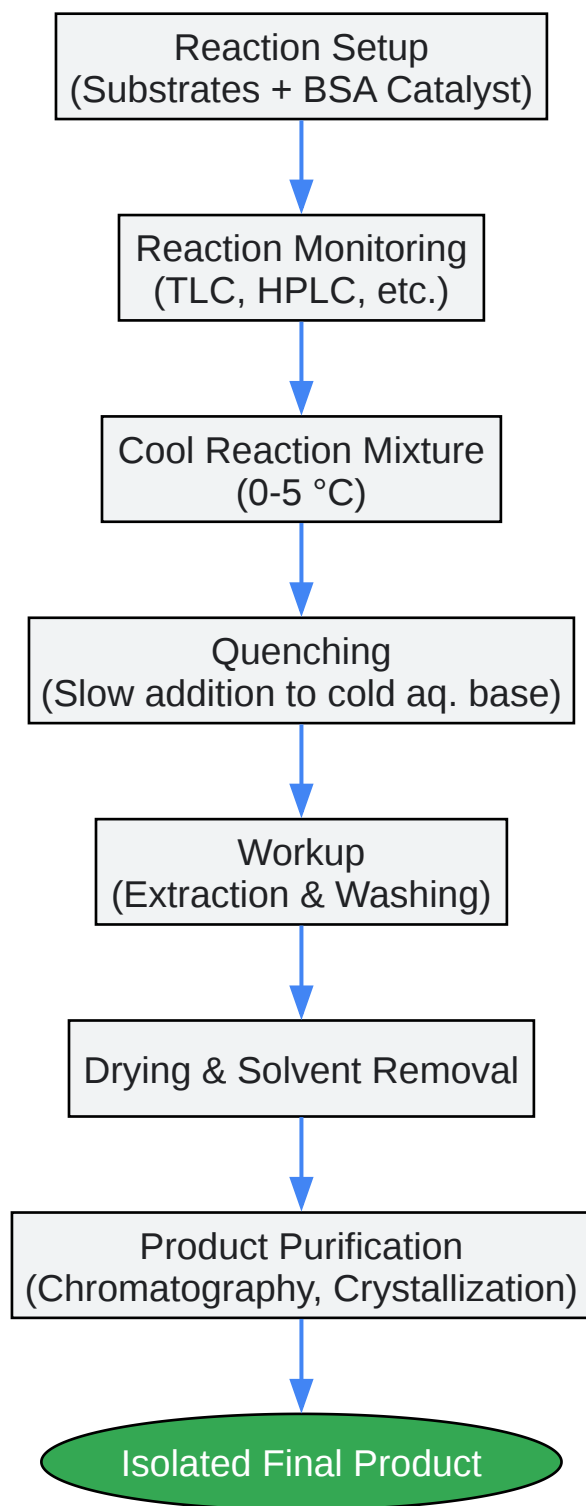 Reaction Setup
(Substrates + BSA Catalyst)
Reaction Monitoring
(TLC, HPLC, etc.)
Cool Reaction Mixture
(0-5 °C)
Quenching
(Slow addition to cold aq. base)
Workup
(Extraction & Washing)
Drying & Solvent Removal
Product Purification
(Chromatography, Crystallization)
Isolated Final Product